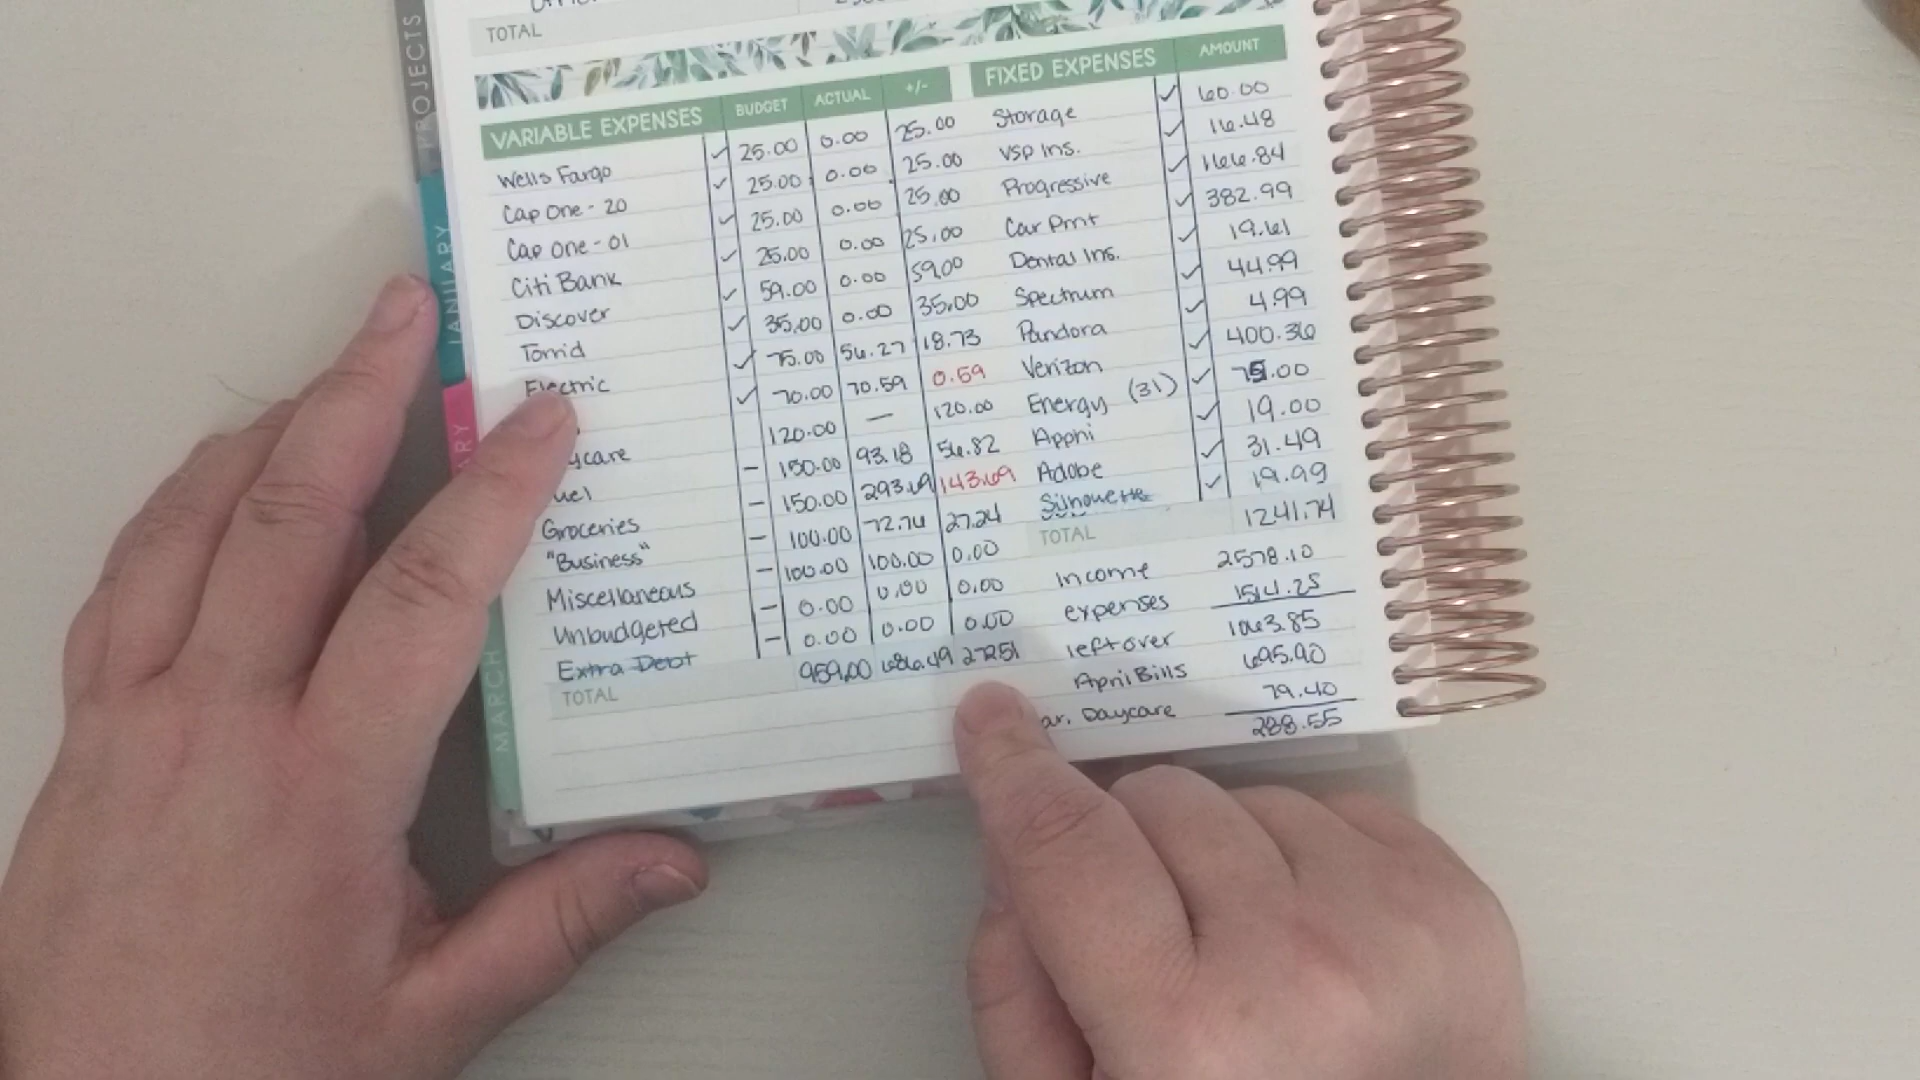 PROJECTS
JANUARY
ARY
MARCH
TOTAL
VARIABLE EXPENSES BUDGET ACTUAL +/-
Wells Fargo ✓ 25.00 0.00 25.00
Cap One - 20 ✓ 25.00 0.00 25.00
Cap One - 01 ✓ 25.00 0.00 25.00
Citi Bank ✓ 25.00 0.00 25.00
Discover ✓ 59.00 0.00 59.00
Torrid ✓ 35.00 0.00 35.00
Electric ✓ 75.00 56.27 18.73
✓ 70.00 70.59 0.59
ycare 120.00 — 120.00
uel – 150.00 93.18 56.82
Groceries – 150.00 293.69 143.69
"Business" – 100.00 72.76 27.24
Miscellaneous – 100.00 100.00 0.00
Unbudgeted – 0.00 0.00 0.00
Extra Debt – 0.00 0.00 0.00
TOTAL 959.00 686.49 272.51
FIXED EXPENSES AMOUNT
Storage ✓ 60.00
VSP Ins. ✓ 16.48
Progressive ✓ 166.84
Car Pmt ✓ 382.99
Dental Ins. ✓ 19.61
Spectrum ✓ 44.99
Pandora ✓ 4.99
Verizon ✓ 400.36
Energy (31) ✓ 75.00
Apphi ✓ 19.00
Adobe ✓ 31.49
Silhouette ✓ 19.99
TOTAL 1241.74
Income 2578.10
expenses 1514.25
leftover 1063.85
April Bills 695.90
ar. Daycare 79.40
288.55